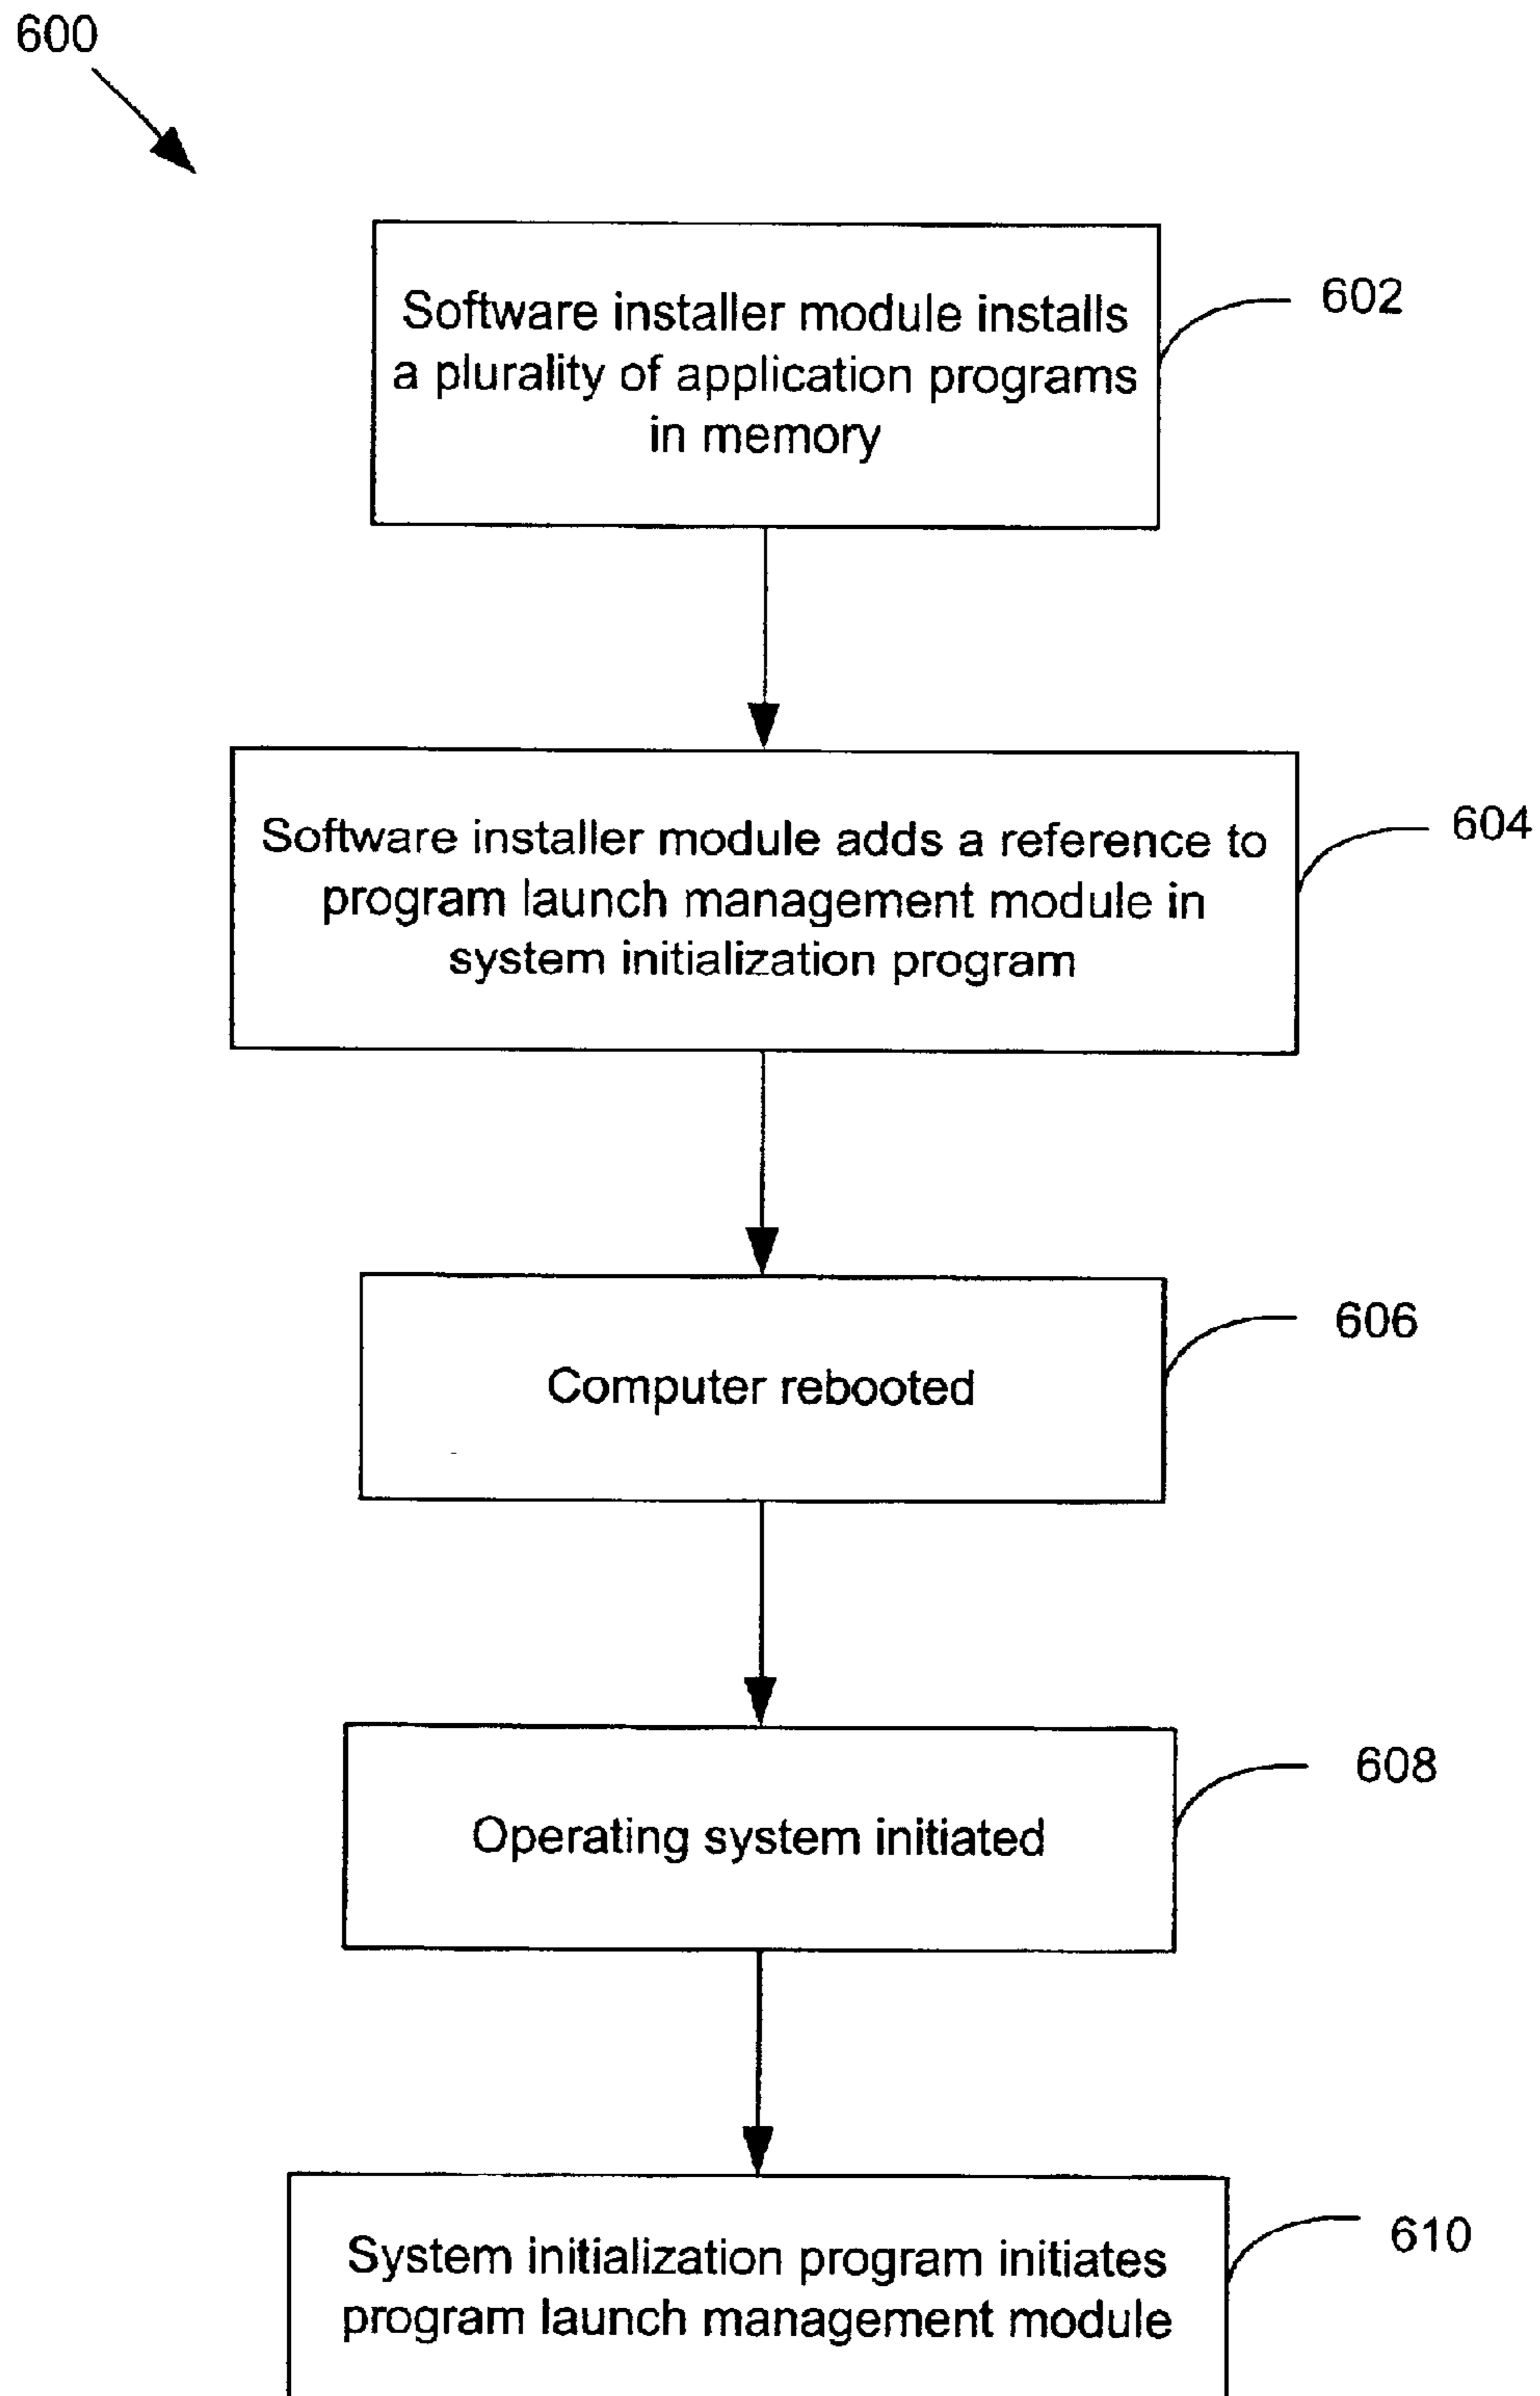 600
Software installer module installs
a plurality of application programs
in memory
602
Software installer module adds a reference to
program launch management module in
system initialization program
604
Computer rebooted
606
Operating system initiated
608
System initialization program initiates
program launch management module
610